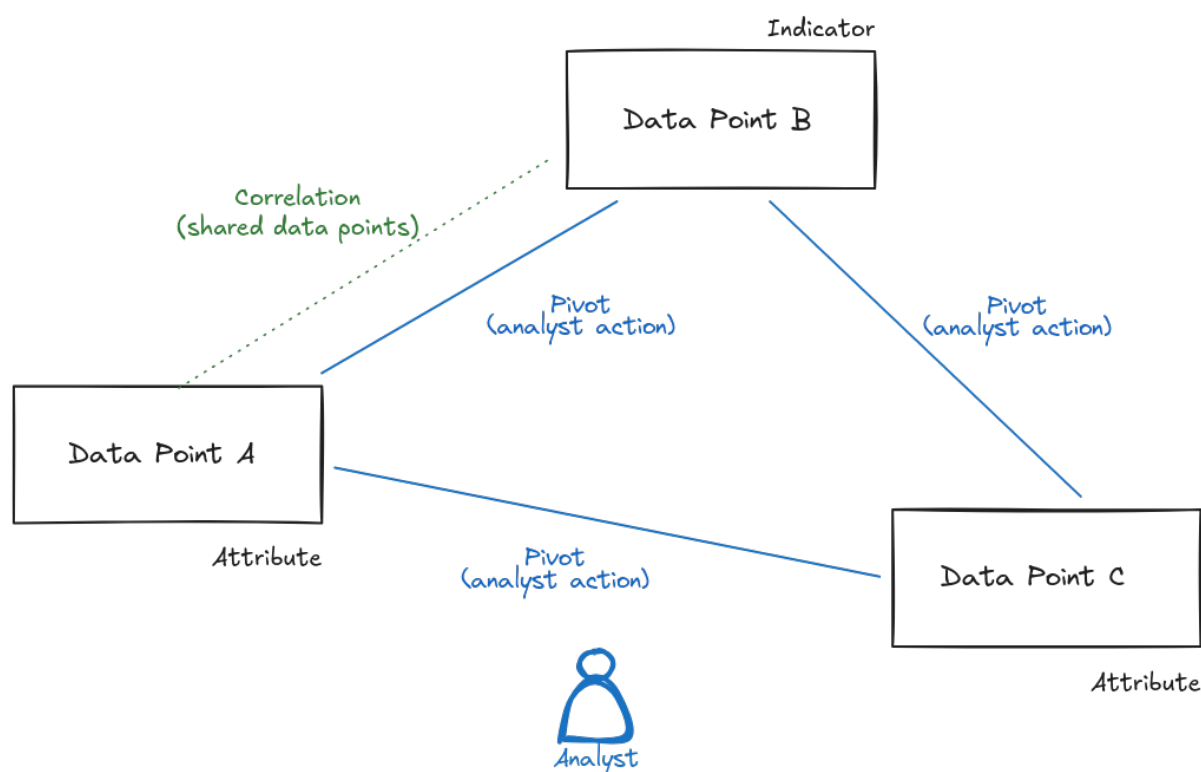 Indicator
Data Point B
Correlation
(shared data points)
Pivot
(analyst action)
Pivot
(analyst action)
Data Point A
Attribute
Pivot
(analyst action)
Data Point C
Attribute
Analyst